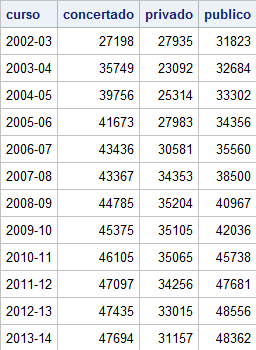 curso concertado privado publico
2002-03 27198 27935 31823
2003-04 35749 23092 32684
2004-05 39756 25314 33302
2005-06 41673 27983 34356
2006-07 43436 30581 35560
2007-08 43367 34353 38500
2008-09 44785 35204 40967
2009-10 45375 35105 42036
2010-11 46105 35065 45738
2011-12 47097 34256 47681
2012-13 47435 33015 48556
2013-14 47694 31157 48362